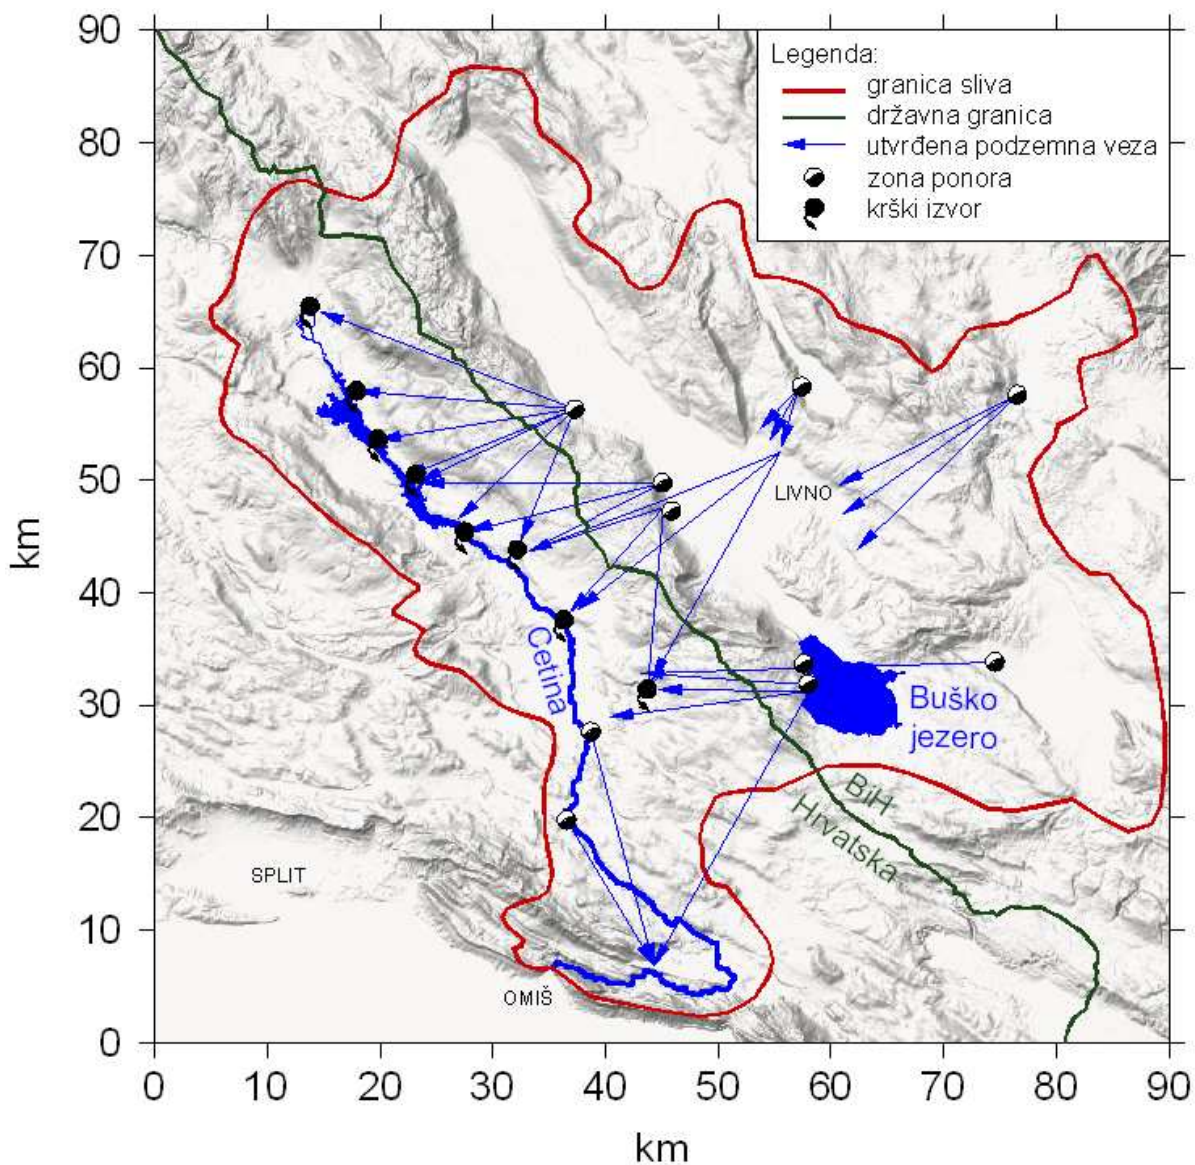 90
80
70
60
50
40
30
20
10
0
km
Legenda:
granica sliva
državna granica
utvrđena podzemna veza
zona ponora
krški izvor
LIVNO
Cetina
Buško
jezero
BiH
Hrvatska
SPLIT
OMIŠ
0 10 20 30 40 50 60 70 80 90
km